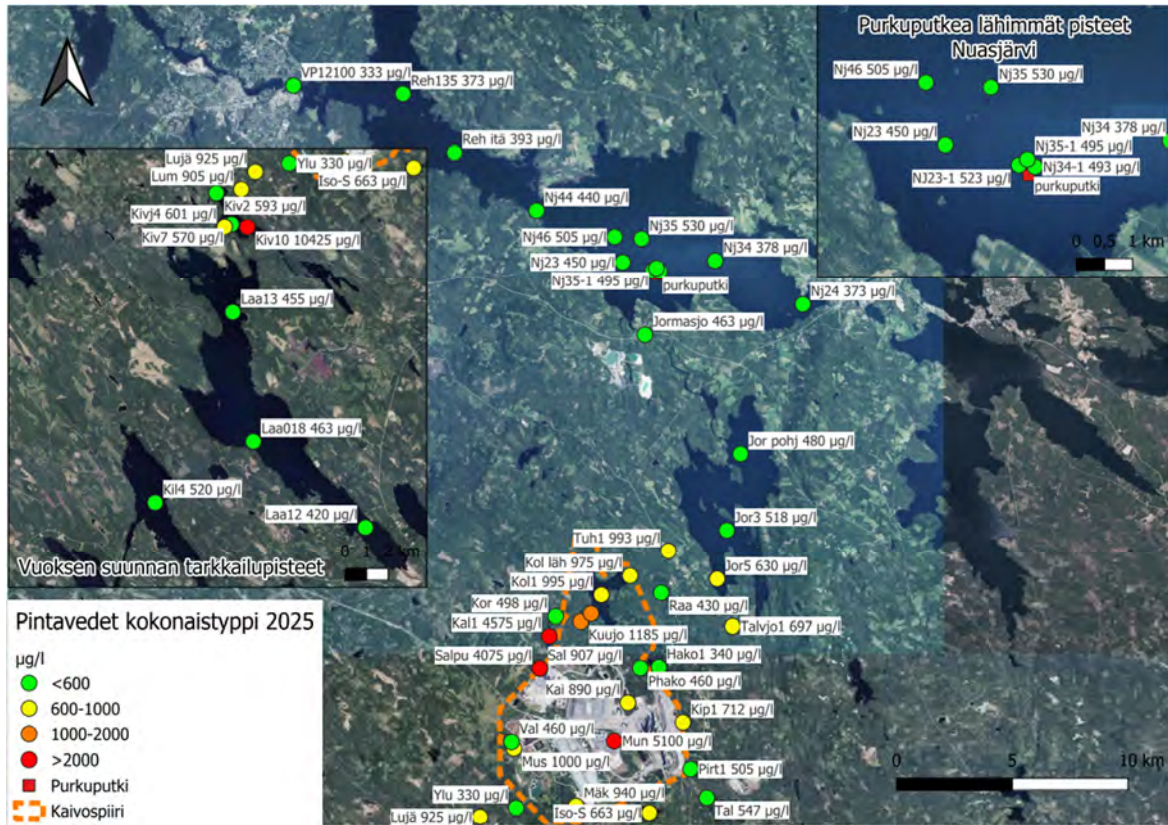 Purkuputkea lähimmät pisteet
Nuasjärvi
Nj46 505 µg/l
Nj35 530 µg/l
Nj23 450 µg/l
Nj34 378 µg/l
Nj35-1 495 µg/l
NJ23-1 523 µg/l
Nj34-1 493 µg/l
purkuputki
0 0,5 1 km
VP12100 333 µg/l
Reh135 373 µg/l
Reh itä 393 µg/l
Lujä 925 µg/l
Ylu 330 µg/l
Lum 905 µg/l
Iso-S 663 µg/l
Kiv2 593 µg/l
Kivj4 601 µg/l
Kiv7 570 µg/l
Kiv10 10425 µg/l
Laa13 455 µg/l
Laa018 463 µg/l
Kil4 520 µg/l
Laa12 420 µg/l
0 1 2 km
Vuoksen suunnan tarkkailupisteet
Nj44 440 µg/l
Nj46 505 µg/l
Nj35 530 µg/l
Nj23 450 µg/l
Nj34 378 µg/l
Nj35-1 495 µg/l
purkuputki
Nj24 373 µg/l
Jormasjo 463 µg/l
Jor pohj 480 µg/l
Jor3 518 µg/l
Tuh1 993 µg/l
Kol läh 975 µg/l
Jor5 630 µg/l
Kol1 995 µg/l
Raa 430 µg/l
Kor 498 µg/l
Kal1 4575 µg/l
Kuujo 1185 µg/l
Talvjo1 697 µg/l
Salpu 4075 µg/l
Sal 907 µg/l
Hako1 340 µg/l
Phako 460 µg/l
Kai 890 µg/l
Kip1 712 µg/l
Val 460 µg/l
Mun 5100 µg/l
Mus 1000 µg/l
Pirt1 505 µg/l
Ylu 330 µg/l
Mäk 940 µg/l
Lujä 925 µg/l
Iso-S 663 µg/l
Tal 547 µg/l
0 5 10 km
Pintavedet kokonaistyppi 2025
µg/l
<600
600-1000
1000-2000
>2000
Purkuputki
Kaivospiiri